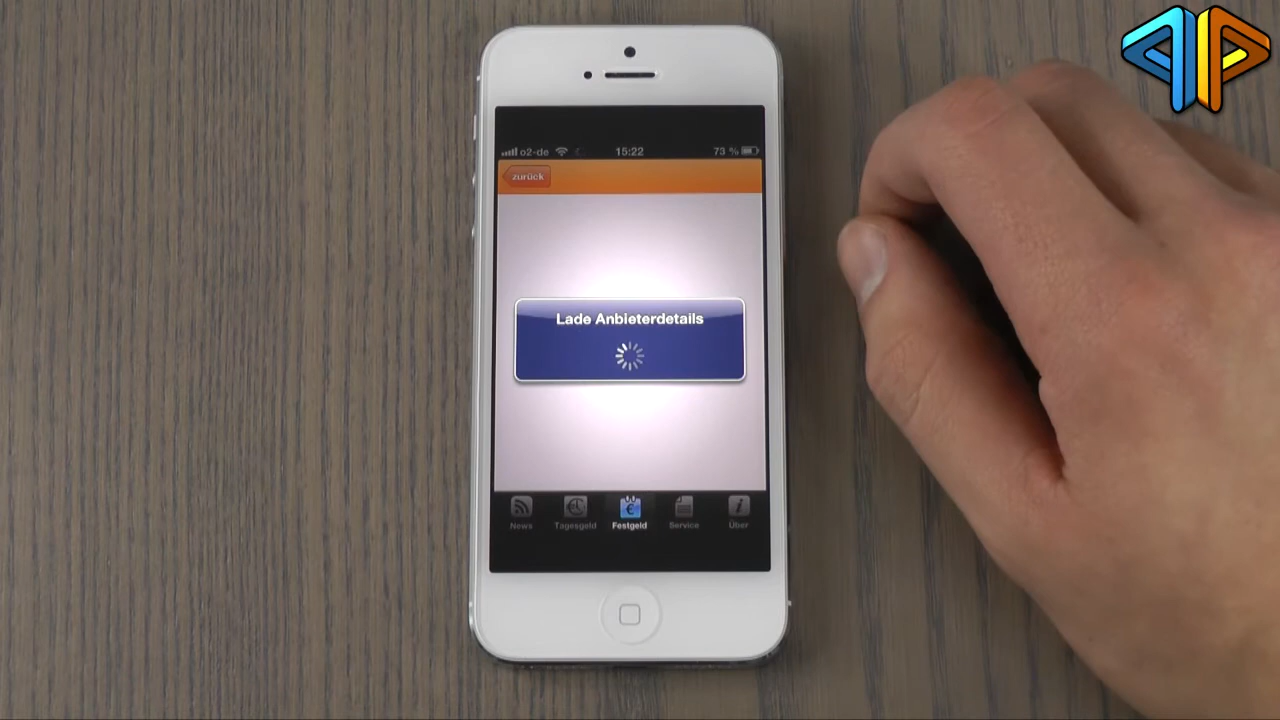 o2-de 15:22 73 %
zurück
Lade Anbieterdetails
News Tagesgeld Festgeld Service Über